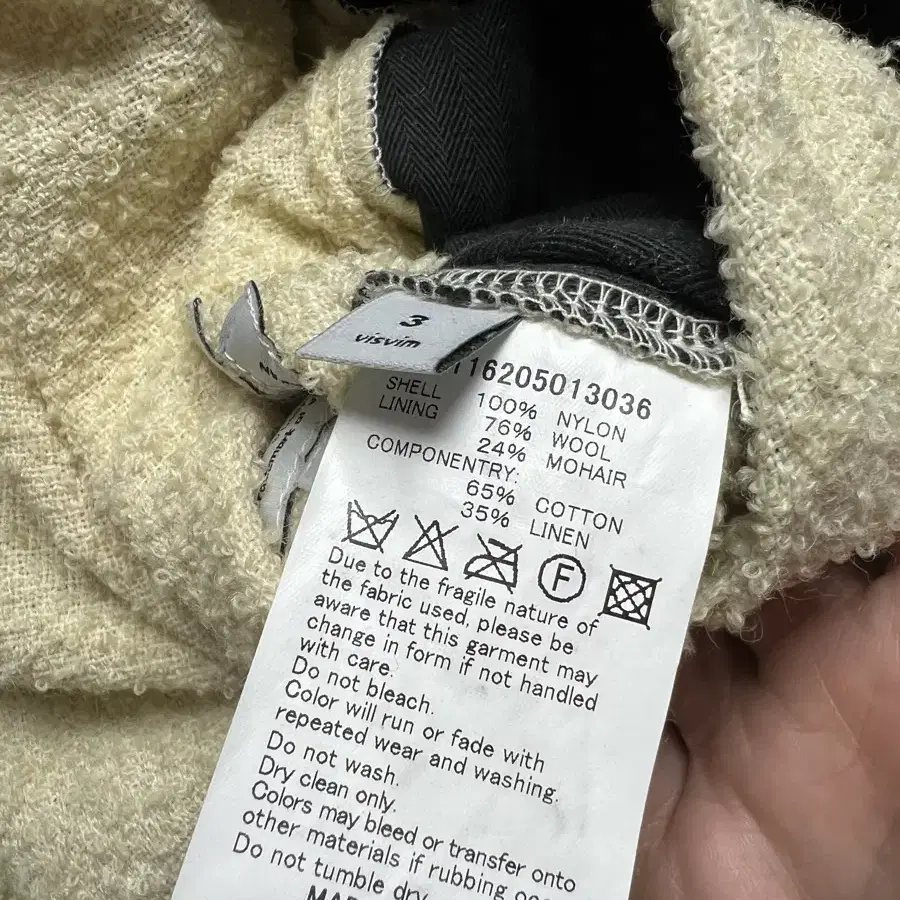 3
visvim
116205013036
SHELL 100% NYLON
LINING 76% WOOL
24% MOHAIR
COMPONENTRY:
65% COTTON
35% LINEN
F
Due to the fragile nature of
the fabric used, please be
aware that this garment may
change in form if not handled
with care.
Do not bleach.
Color will run or fade with
repeated wear and washing.
Do not wash.
Dry clean only.
Colors may bleed or transfer onto
other materials if rubbing
Do not tumble dry